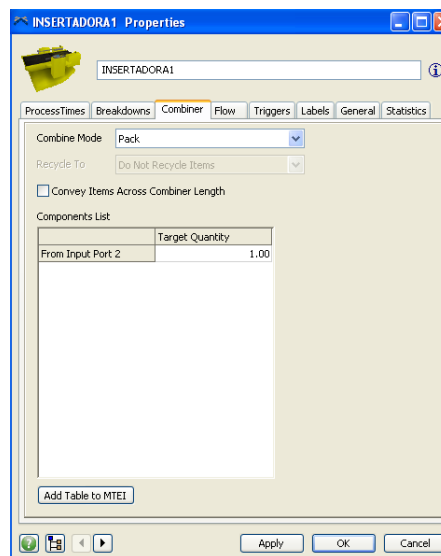 INSERTADORA1 Properties
INSERTADORA1
ProcessTimes Breakdowns Combiner Flow Triggers Labels General Statistics
Combine Mode Pack
Recycle To Do Not Recycle Items
Convey Items Across Combiner Length
Components List
Target Quantity
From Input Port 2 1.00
Add Table to MTEI
Apply OK Cancel